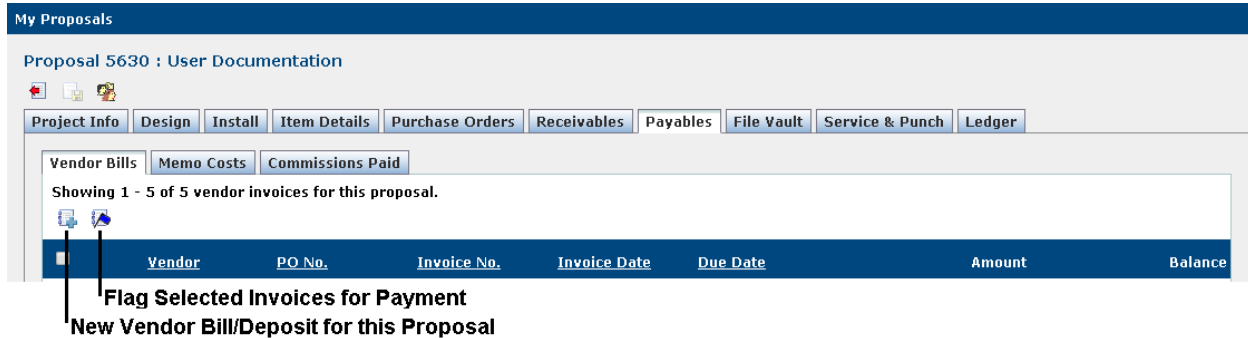 My Proposals
Proposal 5630 : User Documentation
Project Info Design Install Item Details Purchase Orders Receivables Payables File Vault Service & Punch Ledger
Vendor Bills Memo Costs Commissions Paid
Showing 1 - 5 of 5 vendor invoices for this proposal.
Vendor PO No. Invoice No. Invoice Date Due Date Amount Balance
Flag Selected Invoices for Payment
New Vendor Bill/Deposit for this Proposal